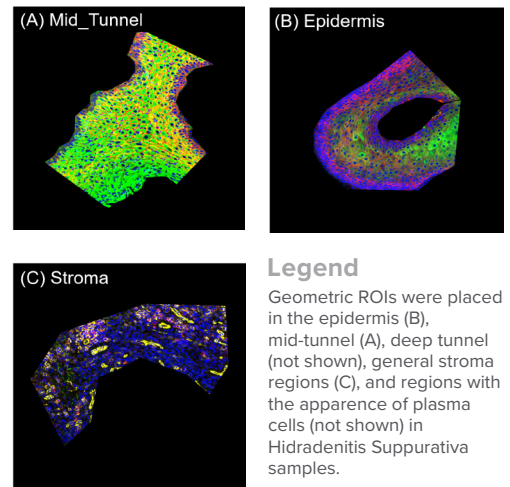 (A) Mid_Tunnel
(B) Epidermis
(C) Stroma
Legend
Geometric ROIs were placed
in the epidermis (B),
mid-tunnel (A), deep tunnel
(not shown), general stroma
regions (C), and regions with
the apparence of plasma
cells (not shown) in
Hidradenitis Suppurativa
samples.